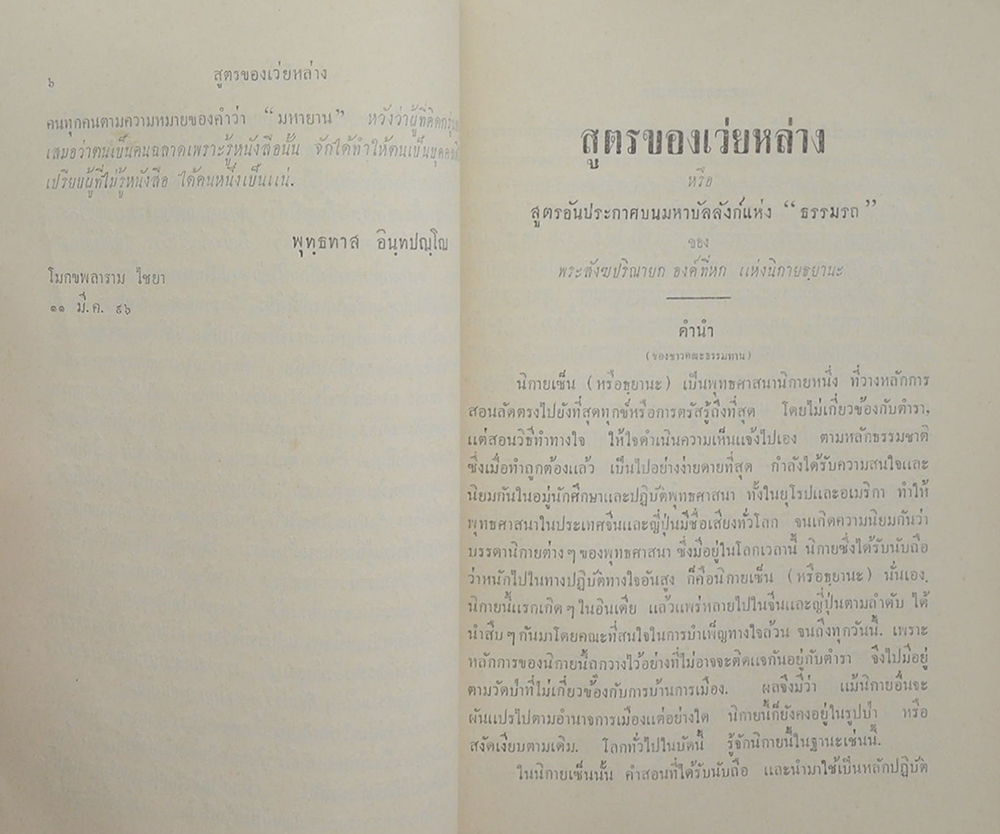 ๖
สูตรของเว่ยหล่าง
คนทุกคนตามความหมายของคำว่า “มหายาน” หวังว่าผู้ที่คิด
เสมอว่าตนเป็นคนฉลาดเพราะรู้หนังสือนั้น จักได้ทำให้ตนเป็น
เปรียบผู้ที่ไม่รู้หนังสือ ได้คนหนึ่งเป็นแน่.
พุทฺธทาส อินฺทปญฺโญ
โมกขพลาราม ไชยา
๑๑ มี.ค. ๙๖
สูตรของเว่ยหล่าง
หรือ
สูตรอันประกาศบนมหาบัลลังก์แห่ง “ธรรมรถ”
ของ
พระสังฆปริณายก องค์ที่หก แห่งนิกายธฺยานะ
คำนำ
(ของชาวคณะธรรมทาน)
นิกายเซ็น (หรือธฺยานะ) เป็นพุทธศาสนานิกายหนึ่ง ที่วางหลักการ
สอนลัดตรงไปยังที่สุดทุกข์หรือการตรัสรู้ถึงที่สุด โดยไม่เกี่ยวข้องกับตำรา,
แต่สอนวิธีทำทางใจ ให้ใจดำเนินความเห็นแจ้งไปเอง ตามหลักธรรมชาติ
ซึ่งเมื่อทำถูกต้องแล้ว เป็นไปอย่างง่ายดายที่สุด กำลังได้รับความสนใจและ
นิยมกันในอมู่นักศึกษาและปฏิบัติพุทธศาสนา ทั้งในยุโรปและอเมริกา ทำให้
พุทธศาสนาในประเทศจีนและญี่ปุ่นมีชื่อเสียงทั่วโลก จนเกิดความนิยมกันว่า
บรรดานิกายต่างๆของพุทธศาสนา ซึ่งมีอยู่ในโลกเวลานี้ นิกายซึ่งได้รับนับถือ
ว่าหนักไปในทางปฏิบัติทางใจอันสูง ก็คือนิกายเซ็น (หรือธฺยานะ) นั่นเอง.
นิกายนี้แรกเกิดๆในอินเดีย แล้วแพร่หลายไปในจีนและญี่ปุ่นตามลำดับ ได้
นำสืบๆกันมาโดยคณะที่สนใจในการบำเพ็ญทางใจล้วน จนถึงทุกวันนี้. เพราะ
หลักการของนิกายนี้ถูกวางไว้อย่างที่ไม่อาจจะติดแจกันอยู่กับตำรา จึงไปมีอยู่
ตามวัดป่าที่ไม่เกี่ยวข้องกับการบ้านการเมือง. ผลจึงมีว่า แม้นิกายอื่นจะ
ผันแปรไปตามอำนาจการเมืองแต่อย่างใด นิกายนี้ก็ยังคงอยู่ในรูปป่า หรือ
สงัดเงียบตามเดิม. โลกทั่วไปในบัดนี้ รู้จักนิกายนี้ในฐานะเช่นนี้.
ในนิกายเซ็นนั้น คำสอนที่ได้รับนับถือ และนำมาใช้เป็นหลักปฏิบัติ